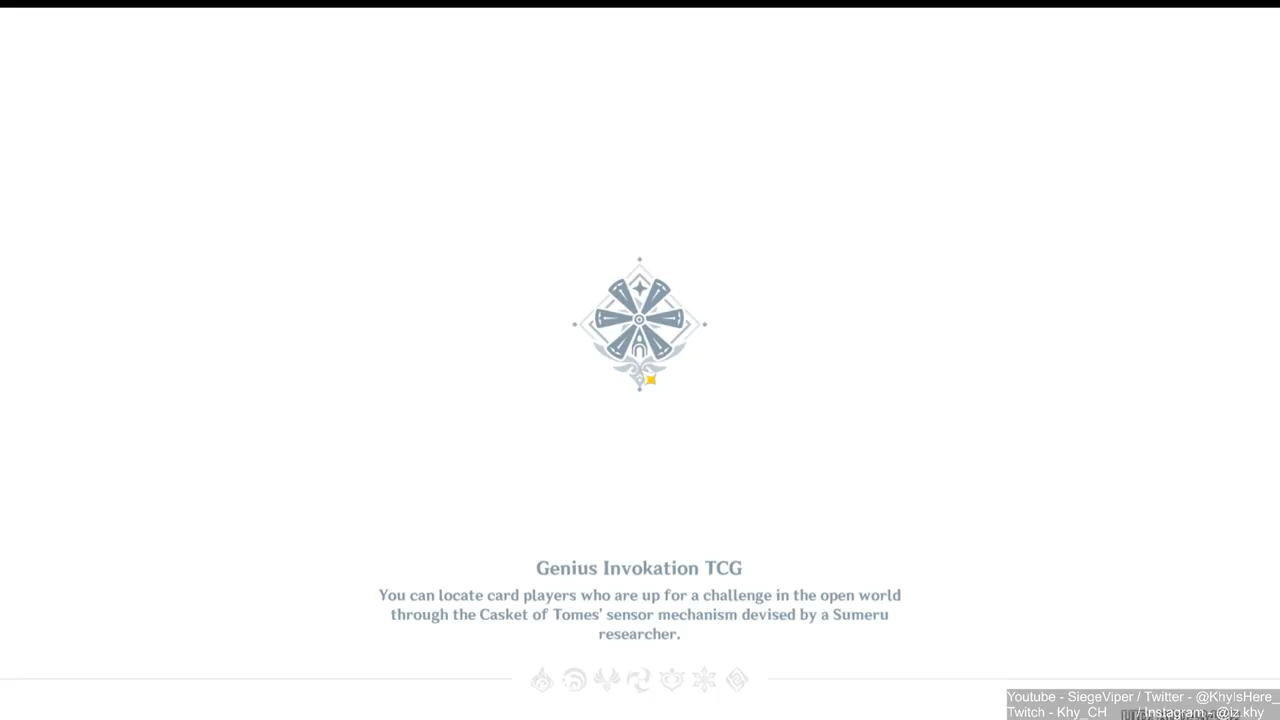 Genius Invokation TCG
You can locate card players who are up for a challenge in the open world
through the Casket of Tomes' sensor mechanism devised by a Sumeru
researcher.
Youtube - SiegeViper / Twitter - @KhyIsHere_
Twitch - Khy_CH / Instagram - @iz.khy